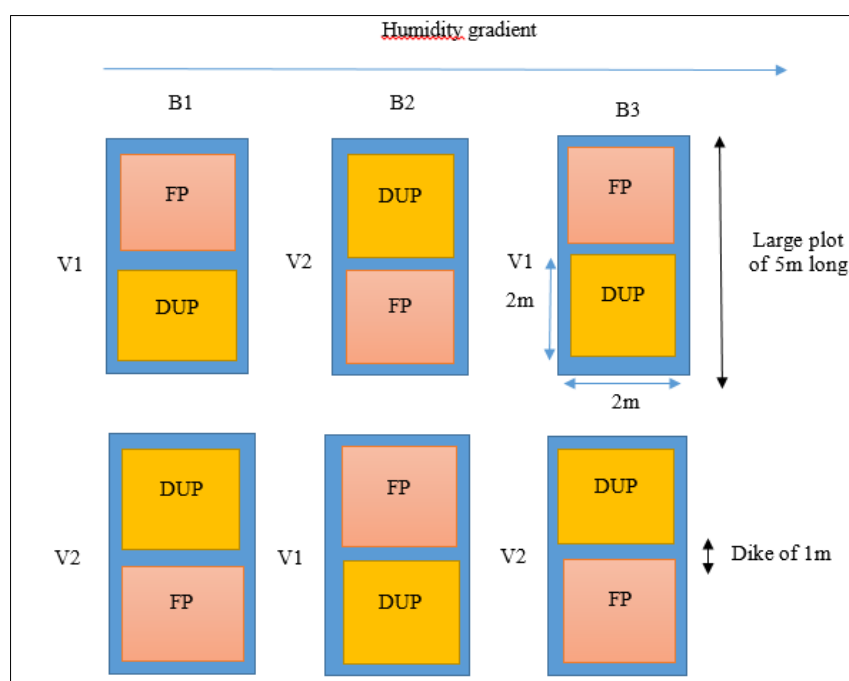 Humidity gradient
B1
B2
B3
FP
DUP
FP
V1
V2
V1
Large plot
of 5m long
DUP
FP
DUP
2m
2m
DUP
FP
DUP
V2
V1
V2
Dike of 1m
FP
DUP
FP